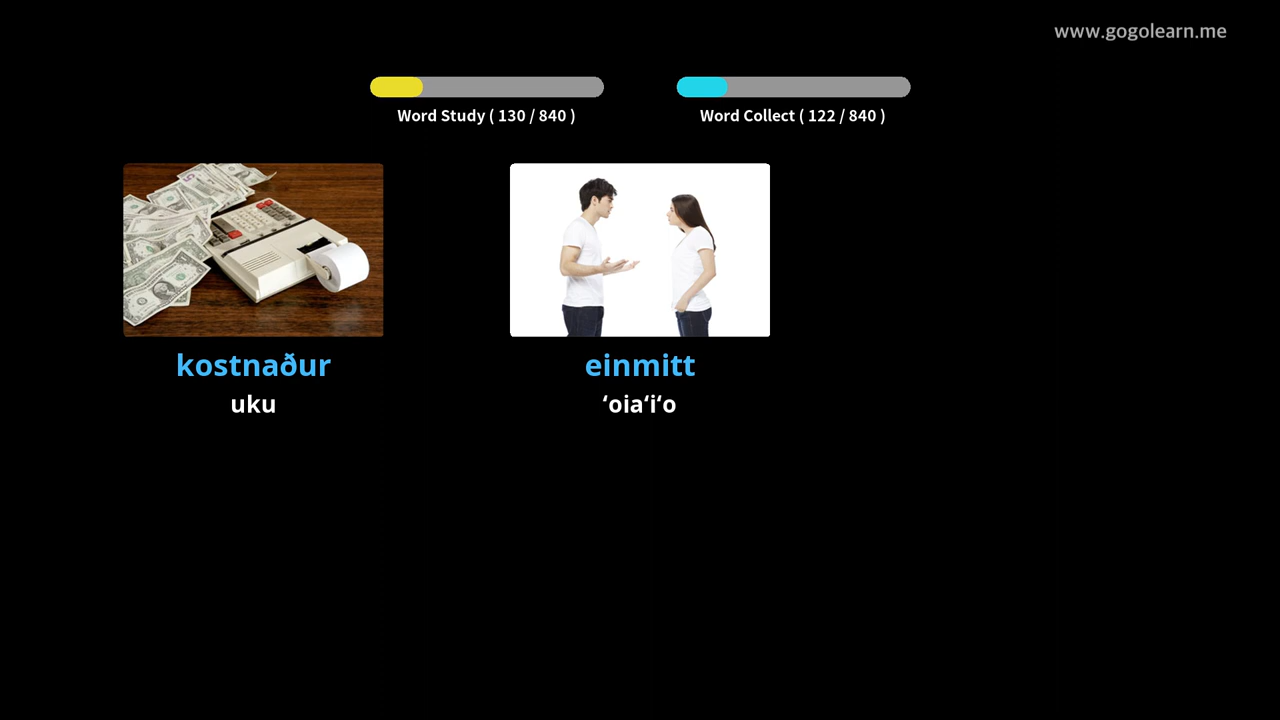 www.gogolearn.me
Word Study ( 130 / 840 )
Word Collect ( 122 / 840 )
kostnaður
einmitt
uku
ʻoiaʻiʻo